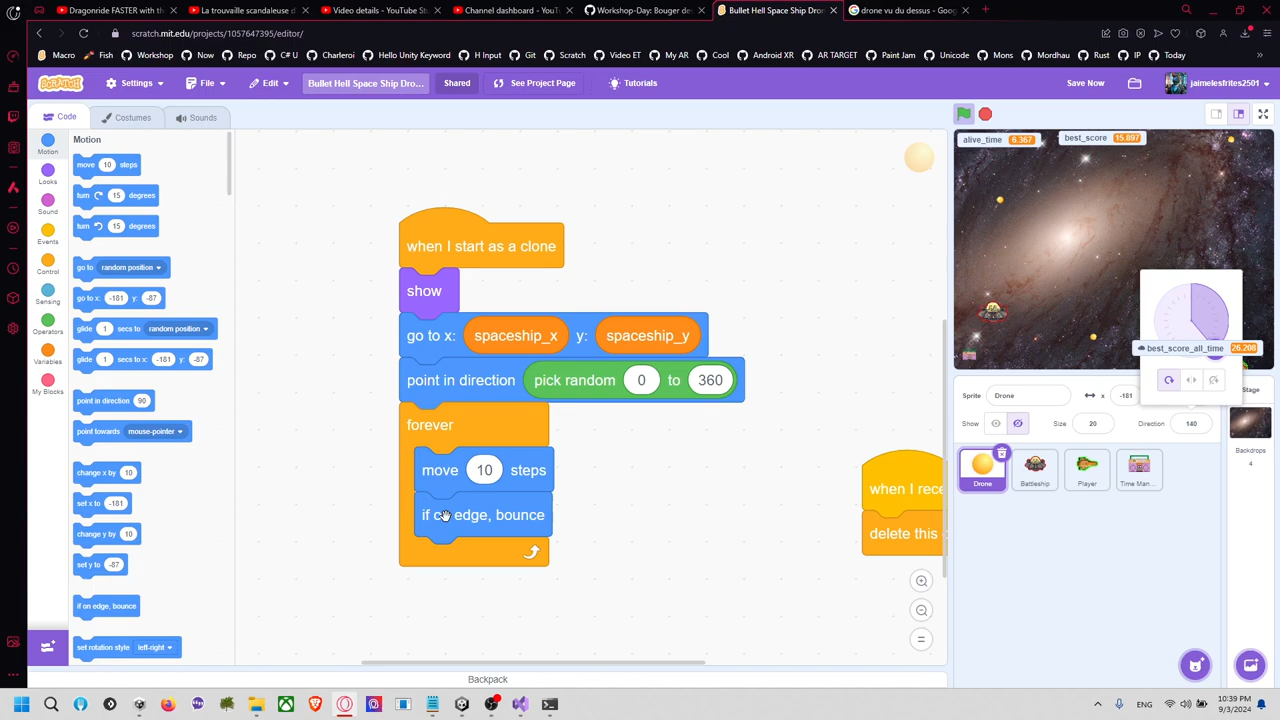 DragonRide FASTER with th
La trouvaille scandaleuse d
Video details - YouTube St
Channel dashboard - YouTu
Workshop-Day: Bouger des
Bullet Hell Space Ship Dron
drone vu du dessus - Goog
scratch.mit.edu/projects/1057647395/editor/
Macro
Fish
Workshop
Now
C# U
Charleroi
Hello Unity Keyword
H Input
Git
Scratch
Video ET
My AR
Cool
Android XR
AR TARGET
Paint Jam
Unicode
Mons
Mordhau
Rust
IP
Today
SCRATCH
Settings
File
Edit
Bullet Hell Space Ship Dro...
Shared
See Project Page
Tutorials
Save Now
jaimelesfrites2501
Code
Costumes
Sounds
Motion
Looks
Sound
Events
Control
Sensing
Operators
Variables
My Blocks
Motion
move 10 steps
turn 15 degrees
turn 15 degrees
go to random position
go to x: -181 y: -87
glide 1 secs to random position
glide 1 secs to x: -181 y: -87
point in direction 90
point towards mouse-pointer
change x by 10
set x to -181
change y by 10
set y to -87
if on edge, bounce
set rotation style left-right
when I start as a clone
show
go to x: spaceship_x y: spaceship_y
point in direction pick random 0 to 360
forever
move 10 steps
if on edge, bounce
when I rece
delete this
Backpack
alive_time 6.367
best_score 15.897
best_score_all_time 26.208
Sprite Drone
x -181
Show
Size 20
Direction 140
Drone
Battleship
Player
Time Man...
Stage
Backdrops
4
ENG
10:39 PM
9/3/2024